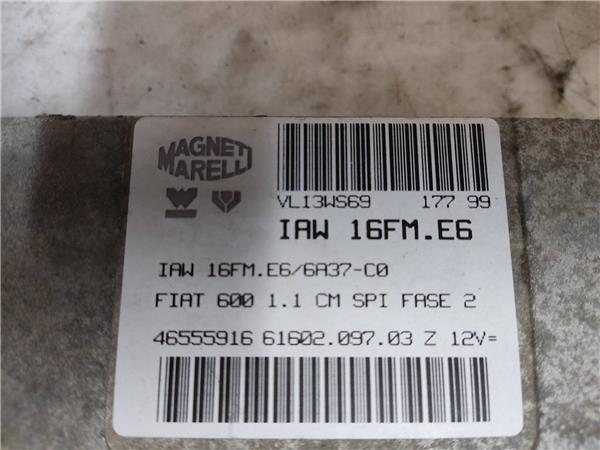 MAGNETI
MARELLI
VL13WS69 177 99
IAW 16FM.E6
IAW 16FM.E6/6A37-C0
FIAT 600 1.1 CM SPI FASE 2
46555916 61602.097.03 Z 12V=